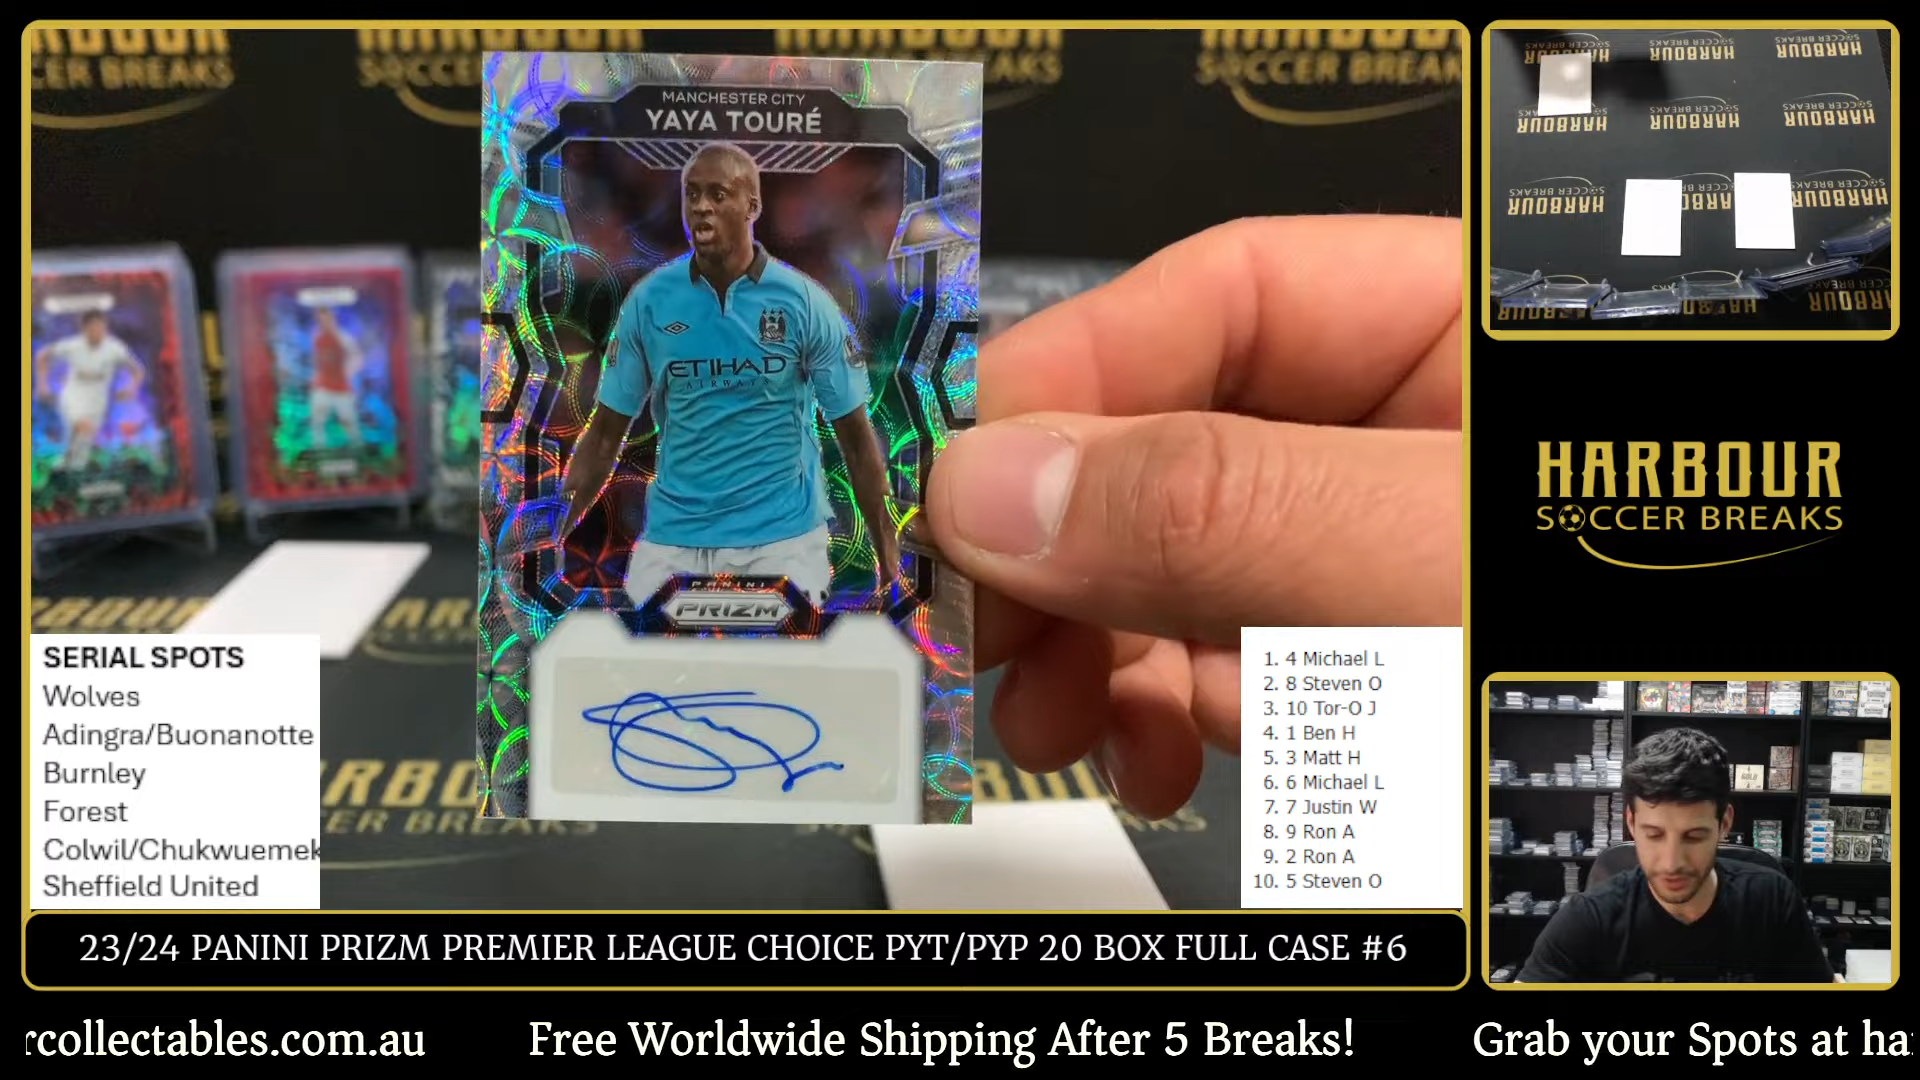 SOCCER BREAKS
MANCHESTER CITY
YAYA TOURÉ
ETIHAD
AIRWAYS
PANINI
PRIZM
SERIAL SPOTS
Wolves
Adingra/Buonanotte
Burnley
Forest
Colwil/Chukwuemek
Sheffield United
1. 4 Michael L
2. 8 Steven O
3. 10 Tor-O J
4. 1 Ben H
5. 3 Matt H
6. 6 Michael L
7. 7 Justin W
8. 9 Ron A
9. 2 Ron A
10. 5 Steven O
HARBOUR
SOCCER BREAKS
23/24 PANINI PRIZM PREMIER LEAGUE CHOICE PYT/PYP 20 BOX FULL CASE #6
rcollectables.com.au Free Worldwide Shipping After 5 Breaks! Grab your Spots at ha